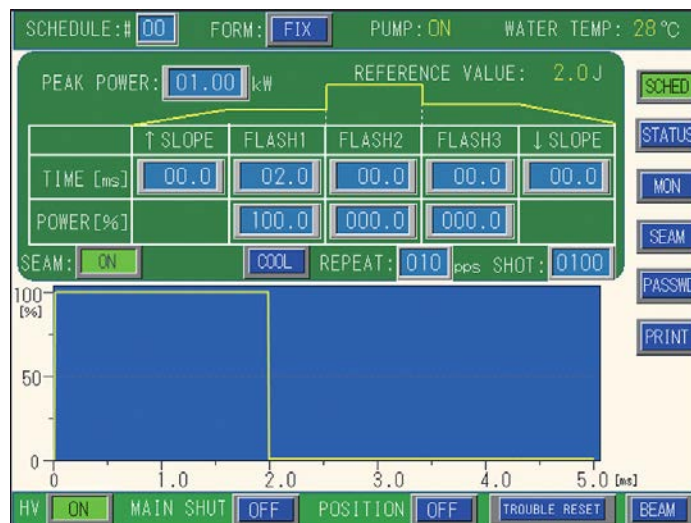 SCHEDULE:# 00 FORM: FIX PUMP: ON WATER TEMP: 28 °C
PEAK POWER: 01.00 kW REFERENCE VALUE: 2.0 J
SCHED
↑ SLOPE FLASH1 FLASH2 FLASH3 ↓ SLOPE
STATUS
TIME [ms] 00.0 02.0 00.0 00.0 00.0
MON
POWER[%] 100.0 000.0 000.0
SEAM
SEAM: ON COOL REPEAT: 010 pps SHOT: 0100
PASSWD
PRINT
100
[%]
50
0
0 1.0 2.0 3.0 4.0 5.0 [ms]
HV ON MAIN SHUT OFF POSITION OFF TROUBLE RESET BEAM